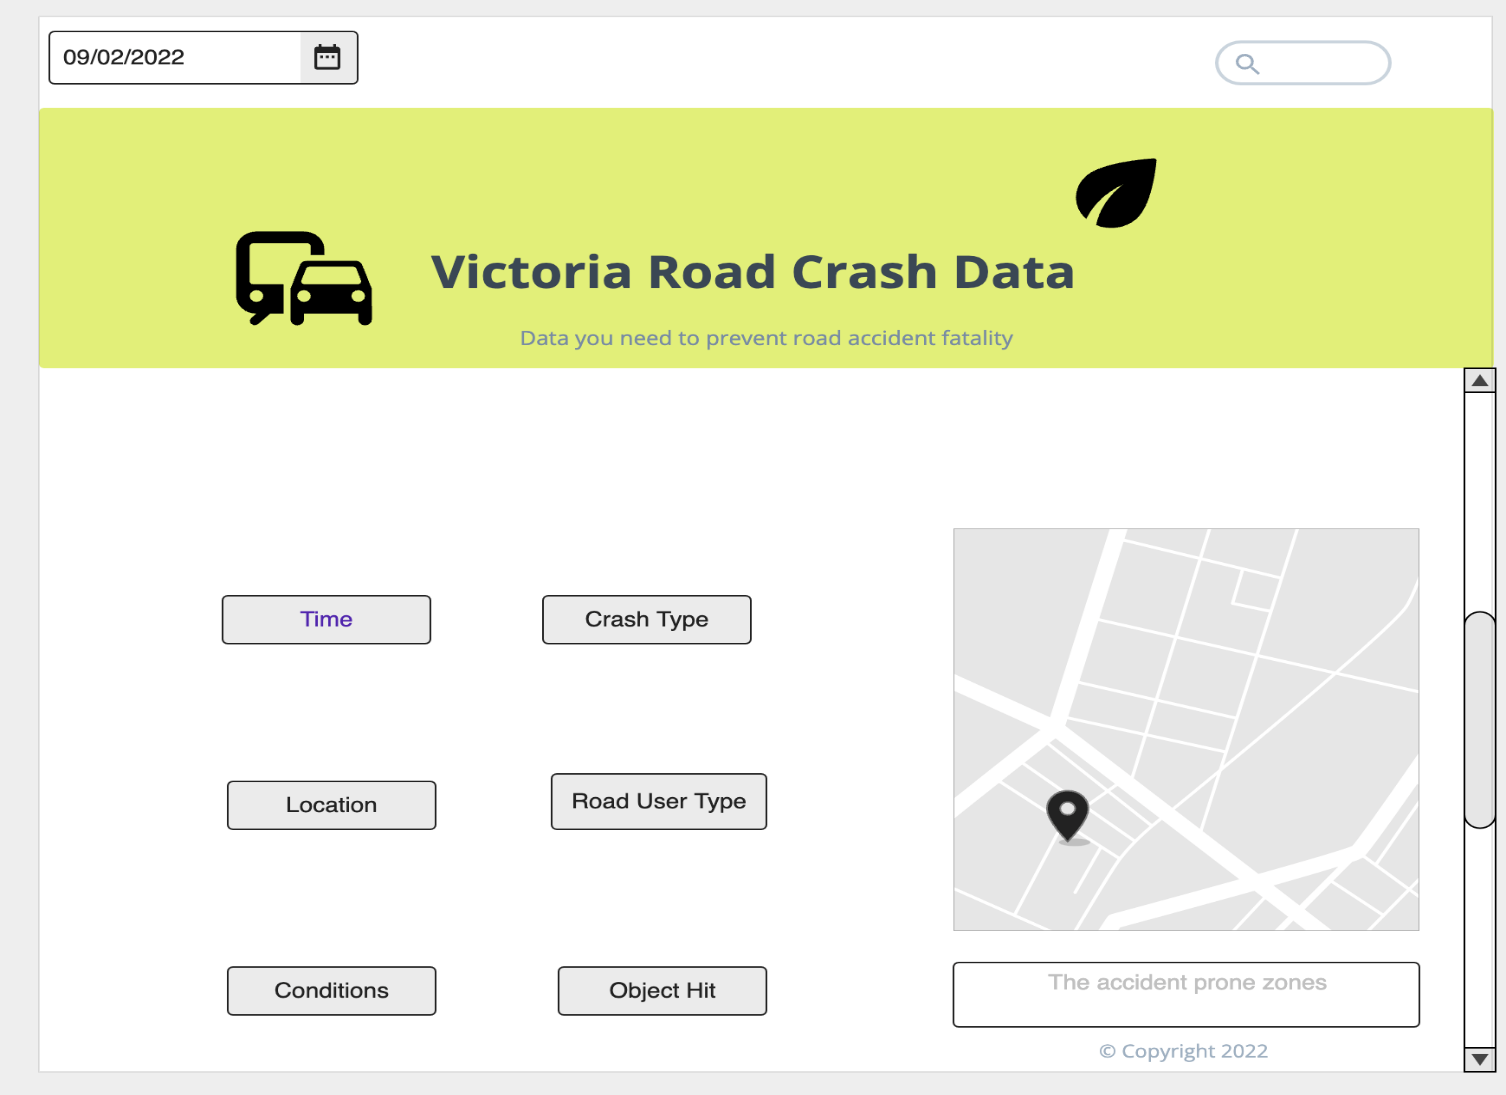 09/02/2022
Victoria Road Crash Data
Data you need to prevent road accident fatality
Time
Crash Type
Location
Road User Type
Conditions
Object Hit
The accident prone zones
© Copyright 2022